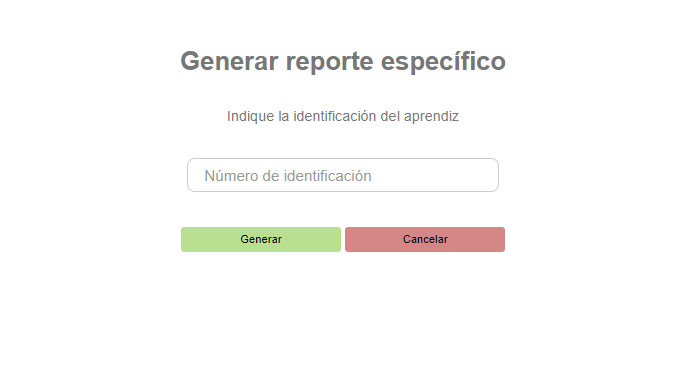 Generar reporte específico
Indique la identificación del aprendiz
Número de identificación
Generar Cancelar